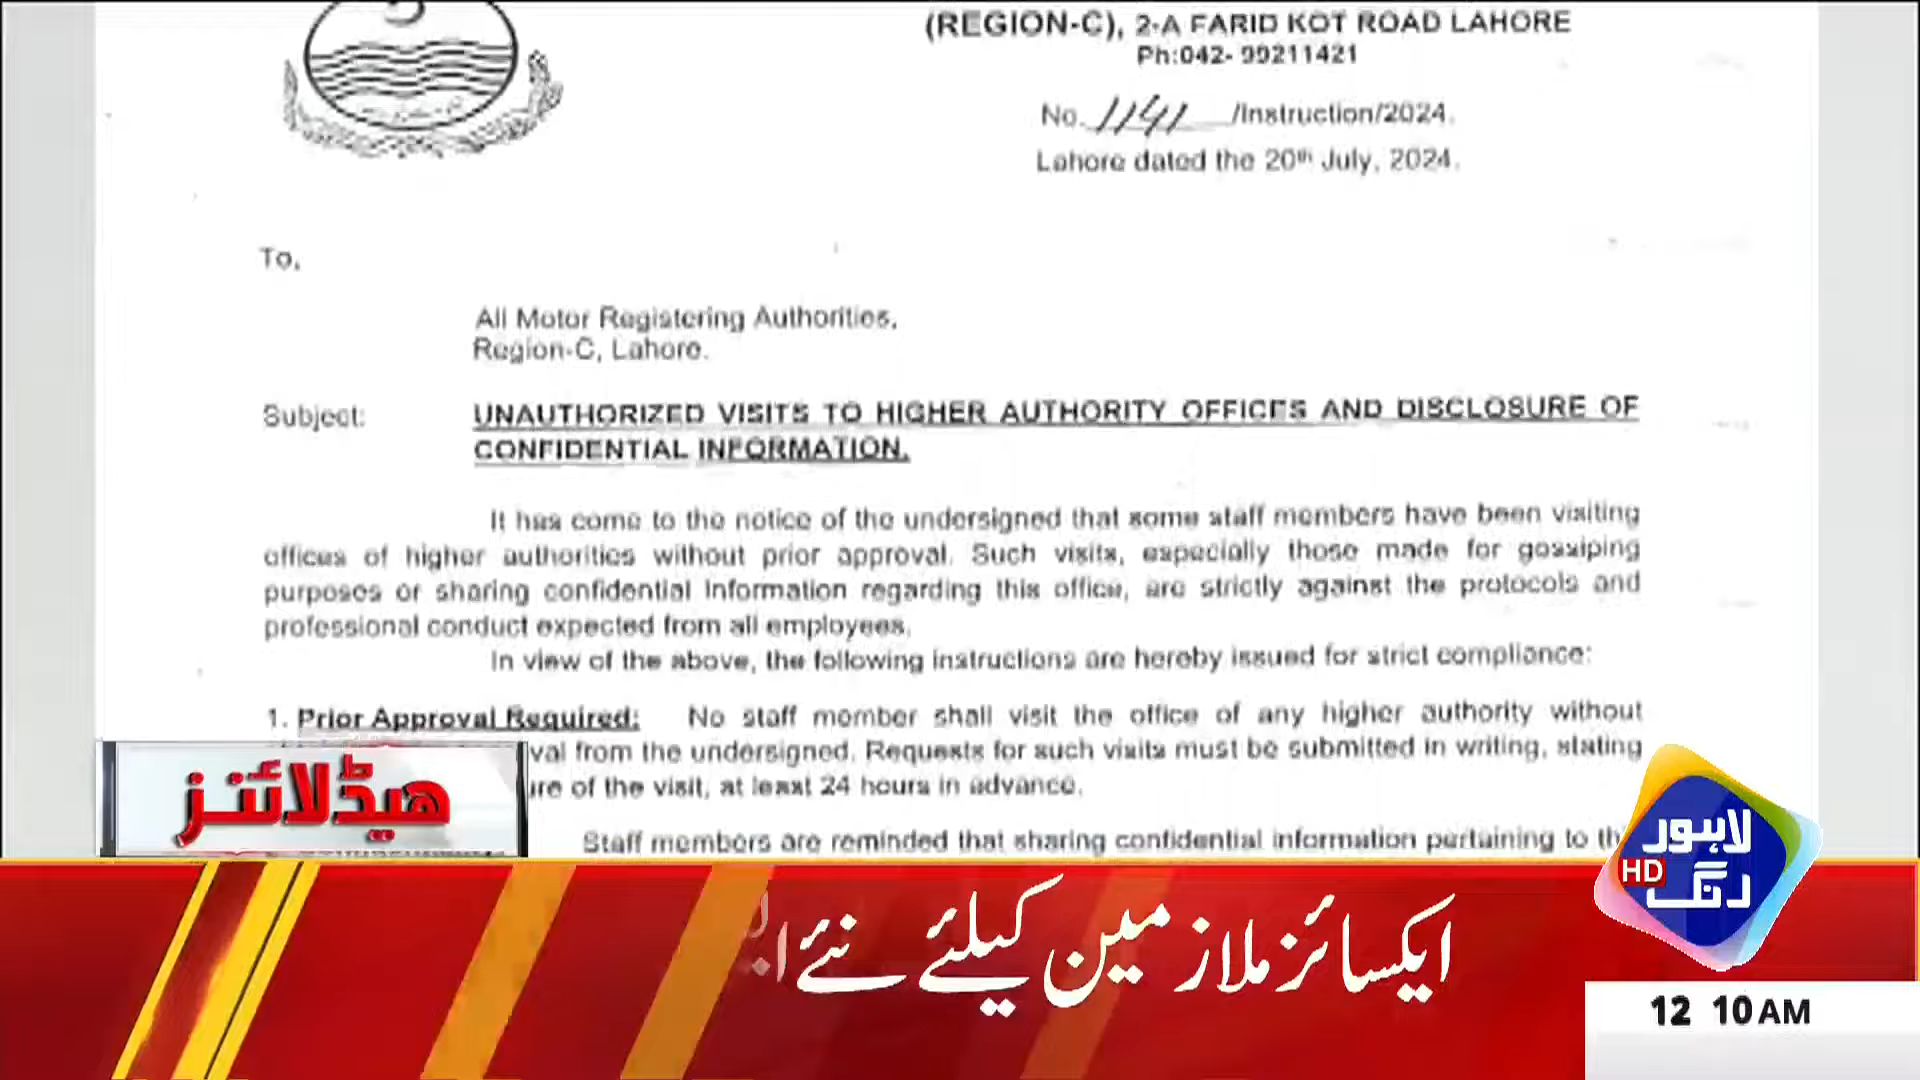 (REGION-C), 2-A FARID KOT ROAD LAHORE
Ph:042- 99211421
No. 1141 /Instruction/2024.
Lahore dated the 20th July, 2024.
To,
All Motor Registering Authorities,
Region-C, Lahore.
Subject: UNAUTHORIZED VISITS TO HIGHER AUTHORITY OFFICES AND DISCLOSURE OF
CONFIDENTIAL INFORMATION.
It has come to the notice of the undersigned that some staff members have been visiting
offices of higher authorities without prior approval. Such visits, especially those made for gossiping
purposes or sharing confidential information regarding this office, are strictly against the protocols and
professional conduct expected from all employees.
In view of the above, the following instructions are hereby issued for strict compliance:
1. Prior Approval Required: No staff member shall visit the office of any higher authority without
val from the undersigned. Requests for such visits must be submitted in writing, stating
ure of the visit, at least 24 hours in advance.
Staff members are reminded that sharing confidential information pertaining to
ہیڈلائنز
لاہور
HD
رنگ
ایکسائز ملازمین کیلئے نئے
12 10 AM